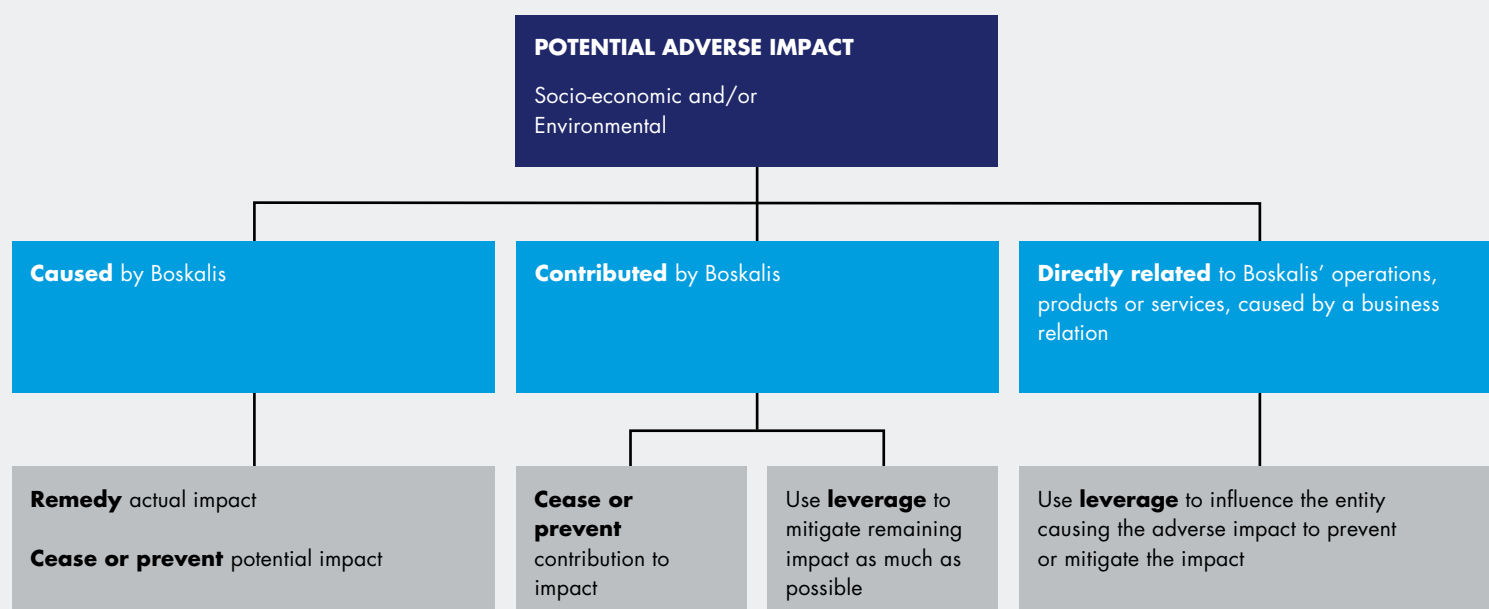 POTENTIAL ADVERSE IMPACT
Socio-economic and/or
Environmental
Caused by Boskalis
Contributed by Boskalis
Directly related to Boskalis’ operations,
products or services, caused by a business
relation
Remedy actual impact
Cease or prevent potential impact
Cease or
prevent
contribution to
impact
Use leverage to
mitigate remaining
impact as much as
possible
Use leverage to influence the entity
causing the adverse impact to prevent
or mitigate the impact